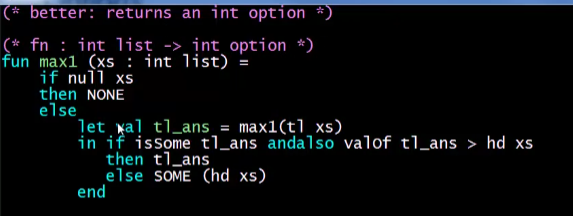 (* better: returns an int option *)
(* fn : int list -> int option *)
fun max1 (xs : int list) =
if null xs
then NONE
else
let val tl_ans = max1(tl xs)
in if isSome tl_ans andalso valOf tl_ans > hd xs
then tl_ans
else SOME (hd xs)
end